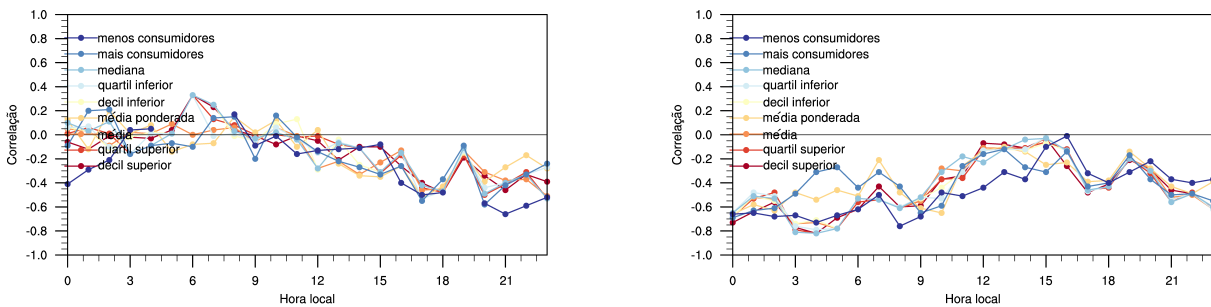 1.0
0.8
0.6
0.4
0.2
0.0
-0.2
-0.4
-0.6
-0.8
-1.0
Correlação
menos consumidores
mais consumidores
mediana
quartil inferior
decil inferior
média ponderada
média
quartil superior
decil superior
0 3 6 9 12 15 18 21
Hora local
1.0
0.8
0.6
0.4
0.2
0.0
-0.2
-0.4
-0.6
-0.8
-1.0
Correlação
menos consumidores
mais consumidores
mediana
quartil inferior
decil inferior
média ponderada
média
quartil superior
decil superior
0 3 6 9 12 15 18 21
Hora local